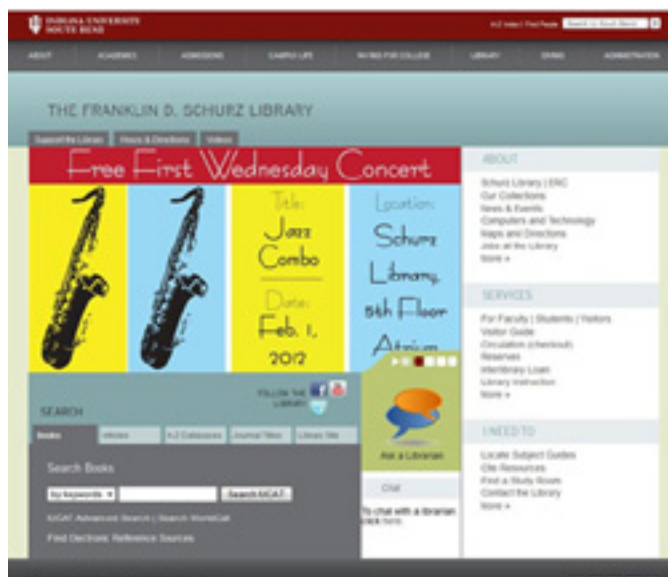 INDIANA UNIVERSITY
SOUTH BEND
A-Z Index | Find People
ABOUT ACADEMICS ADMISSIONS CAMPUS LIFE PAYING FOR COLLEGE LIBRARY GIVING ADMINISTRATION
THE FRANKLIN D. SCHURZ LIBRARY
Support the Library Hours & Directions Videos
Free First Wednesday Concert
Title:
Jazz
Combo
Date:
Feb. 1,
2012
Location:
Schurz
Library,
5th Floor
Atrium
FOLLOW THE
LIBRARY
SEARCH
Books Articles A-Z Databases Journal Titles Library Site
Search Books
by keywords Search IUCAT
IUCAT Advanced Search | Search WorldCat
Find Electronic Reference Sources
Ask a Librarian
Chat
To chat with a librarian
click here.
ABOUT
Schurz Library | ERC
Our Collections
News & Events
Computers and Technology
Maps and Directions
Jobs at the Library
More »
SERVICES
For Faculty | Students | Visitors
Visitor Guide
Circulation (checkout)
Reserves
Interlibrary Loan
Library Instruction
More »
I NEED TO
Locate Subject Guides
Cite Resources
Find a Study Room
Contact the Library
More »